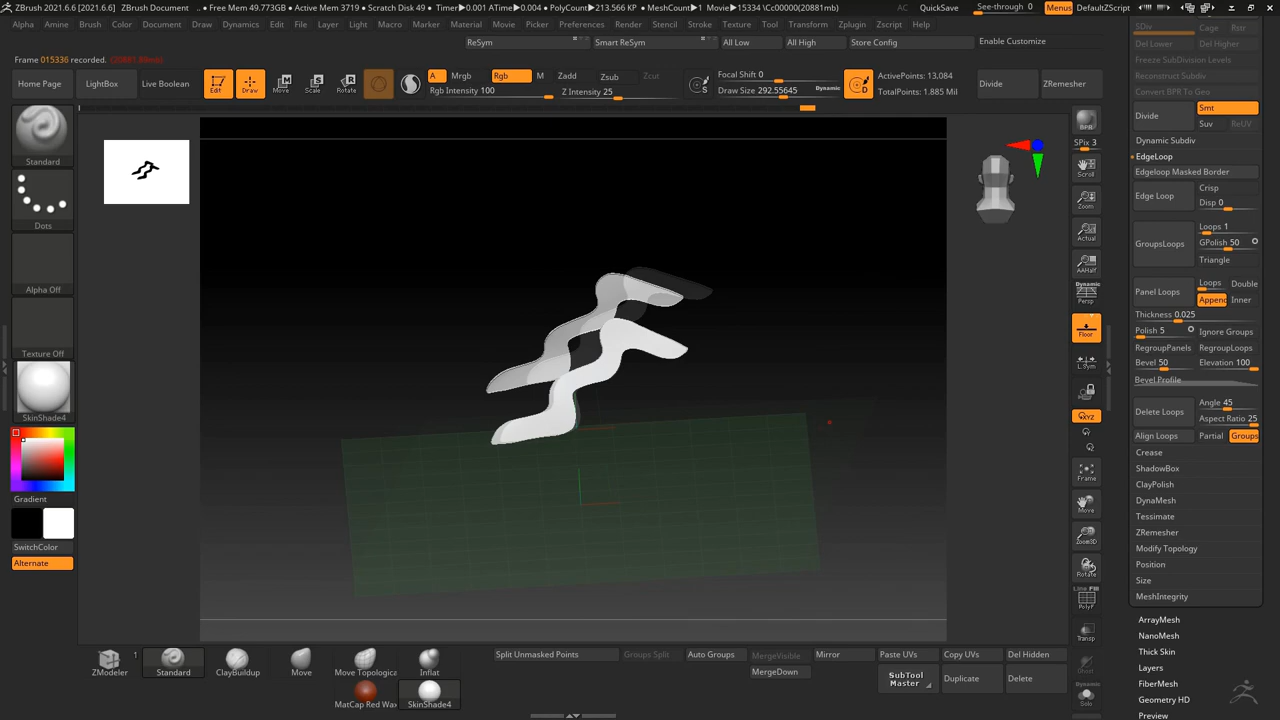 ZBrush 2021.6.6 [2021.6.6] ZBrush Document • Free Mem 49.773GB • Active Mem 3719 • Scratch Disk 49 • Timer▶0.001 ATime▶0.004 • PolyCount▶213.566 KP • MeshCount▶1 • Movie▶15334 \Cc00000(20881mb) AC QuickSave See-through 0 Menus DefaultZScript
Alpha Anime Brush Document Draw Dynamics Edit File Layer Light Macro Marker Material Movie Picker Preferences Render Stencil Stroke Texture Tool Transform Zplugin Zscript Help
ReSym Smart ReSym All Low All High Store Config Enable Customize
Frame 015336 recorded.
Home Page LightBox Live Boolean Edit Draw Move Scale Rotate
A Mrgb Rgb M Zadd Zsub Zcut
Rgb Intensity 100 Z Intensity 25
Focal Shift 0
Draw Size 292.55645 Dynamic
ActivePoints: 13,084
TotalPoints: 1.885 Mil
Divide ZRemesher
Standard
Dots
Alpha Off
Texture Off
SkinShade4
Gradient
SwitchColor
Alternate
BPR
SPix 3
Scroll
Zoom
Actual
AAHalf
Dynamic
Persp
Floor
L.Sym
XYZ
Frame
Move
Zoom3D
Rotate
Line Fill
PolyF
Transp
Ghost
Dynamic
Solo
SDiv Cage Rstr
Del Lower Del Higher
Freeze SubDivision Levels
Reconstruct Subdiv
Convert BPR To Geo
Divide Smt
Suv ReUV
Dynamic Subdiv
EdgeLoop
Edgeloop Masked Border
Edge Loop Crisp
Disp 0
GroupsLoops Loops 1
GPolish 50
Triangle
Panel Loops Loops Double
Append Inner
Thickness 0.025
Polish 5 Ignore Groups
RegroupPanels RegroupLoops
Bevel 50 Elevation 100
Bevel Profile
Delete Loops Angle 45
Aspect Ratio 25
Align Loops Partial Groups
Crease
ShadowBox
ClayPolish
DynaMesh
Tessimate
ZRemesher
Modify Topology
Position
Size
MeshIntegrity
ArrayMesh
NanoMesh
Thick Skin
Layers
FiberMesh
Geometry HD
Preview
1
ZModeler Standard ClayBuildup Move Move Topologica Inflat
MatCap Red Wax SkinShade4
Split Unmasked Points Groups Split Auto Groups MergeVisible Mirror Paste UVs Copy UVs Del Hidden
MergeDown SubTool Master Duplicate Delete